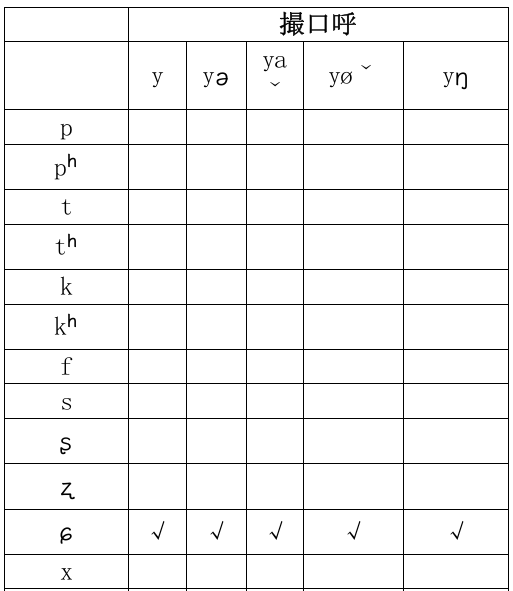 撮口呼
y yə ya̮ yø ̆ yŋ
p
pʰ
t
tʰ
k
kʰ
f
s
ʂ
ʐ
ɕ √ √ √ √ √
x